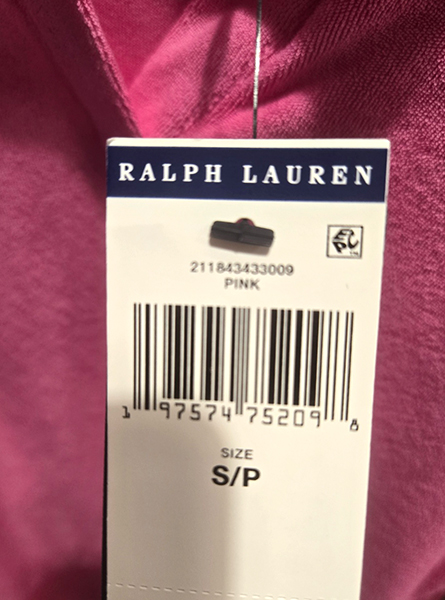 RALPH LAUREN
211843433009
PINK
1 97574 75209 8
SIZE
S/P